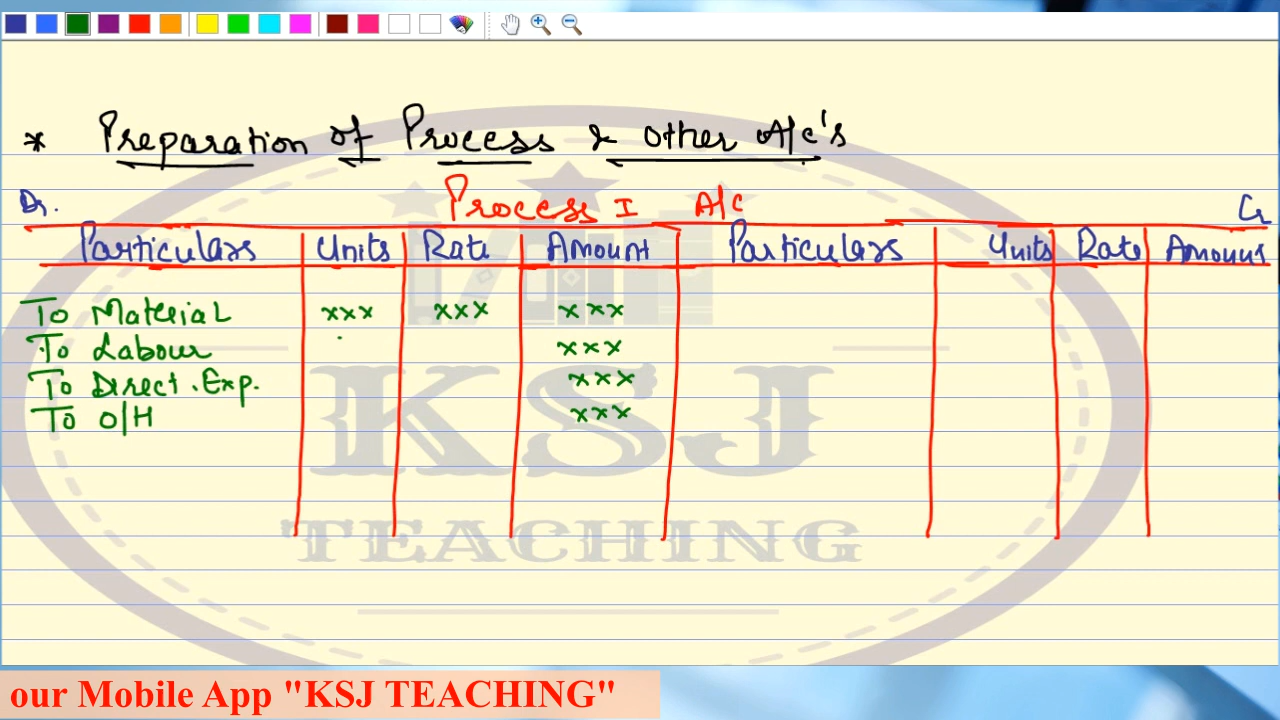 * Preparation of Process & Other A/c's
Dr. Process I A/c Cr
Particulars Units Rate Amount Particulars Units Rate Amount
To Material xxx xxx xxx
To Labour xxx
To Direct Exp. xxx
To O/H xxx
KSJ
TEACHING
our Mobile App "KSJ TEACHING"